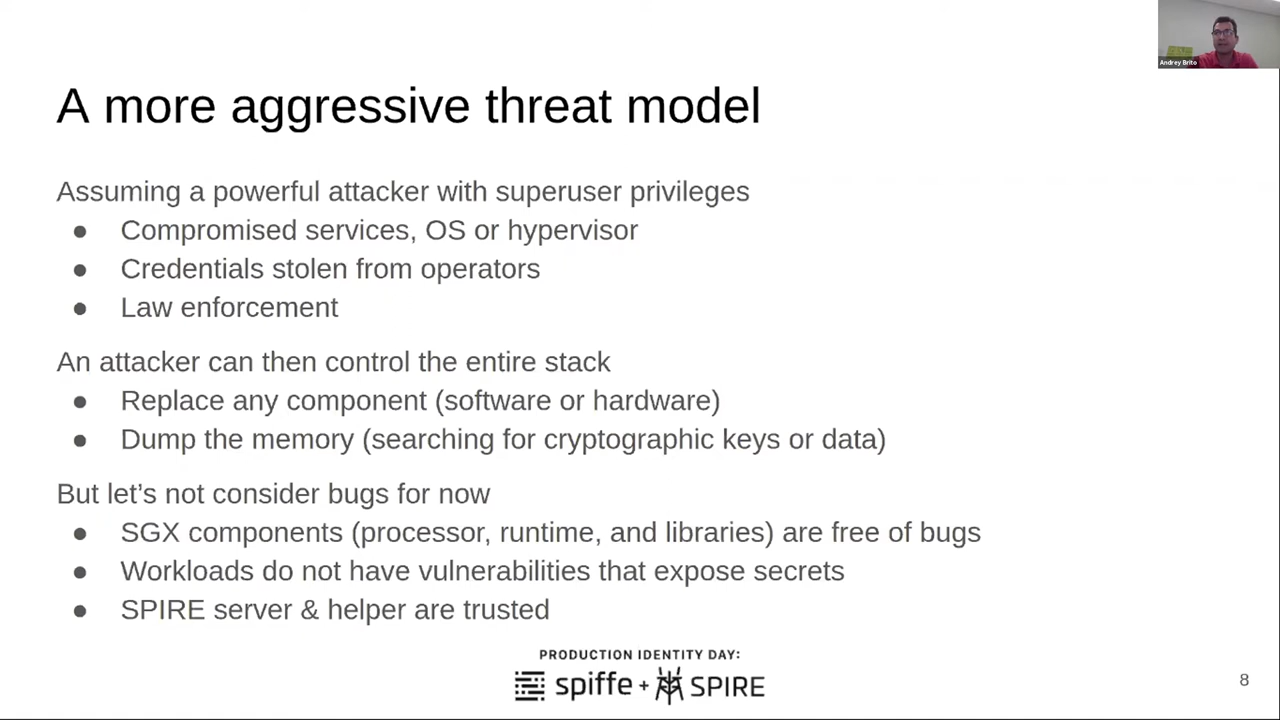 Andrey Brito
A more aggressive threat model
Assuming a powerful attacker with superuser privileges
● Compromised services, OS or hypervisor
● Credentials stolen from operators
● Law enforcement
An attacker can then control the entire stack
● Replace any component (software or hardware)
● Dump the memory (searching for cryptographic keys or data)
But let’s not consider bugs for now
● SGX components (processor, runtime, and libraries) are free of bugs
● Workloads do not have vulnerabilities that expose secrets
● SPIRE server & helper are trusted
PRODUCTION IDENTITY DAY:
spiffe + SPIRE
8